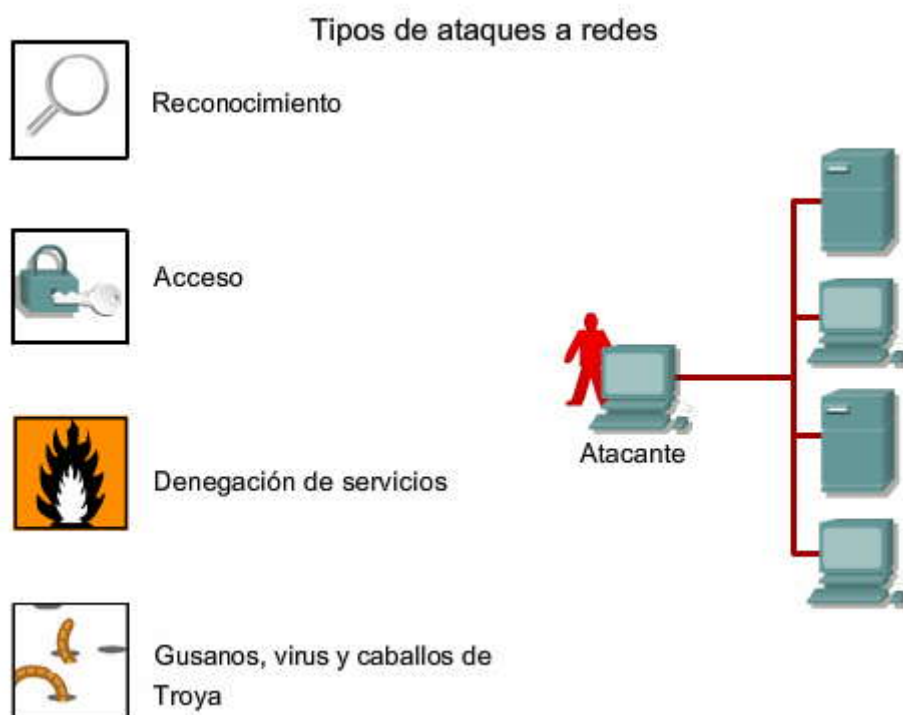 Tipos de ataques a redes
Reconocimiento
Acceso
Atacante
Denegación de servicios
Gusanos, virus y caballos de
Troya